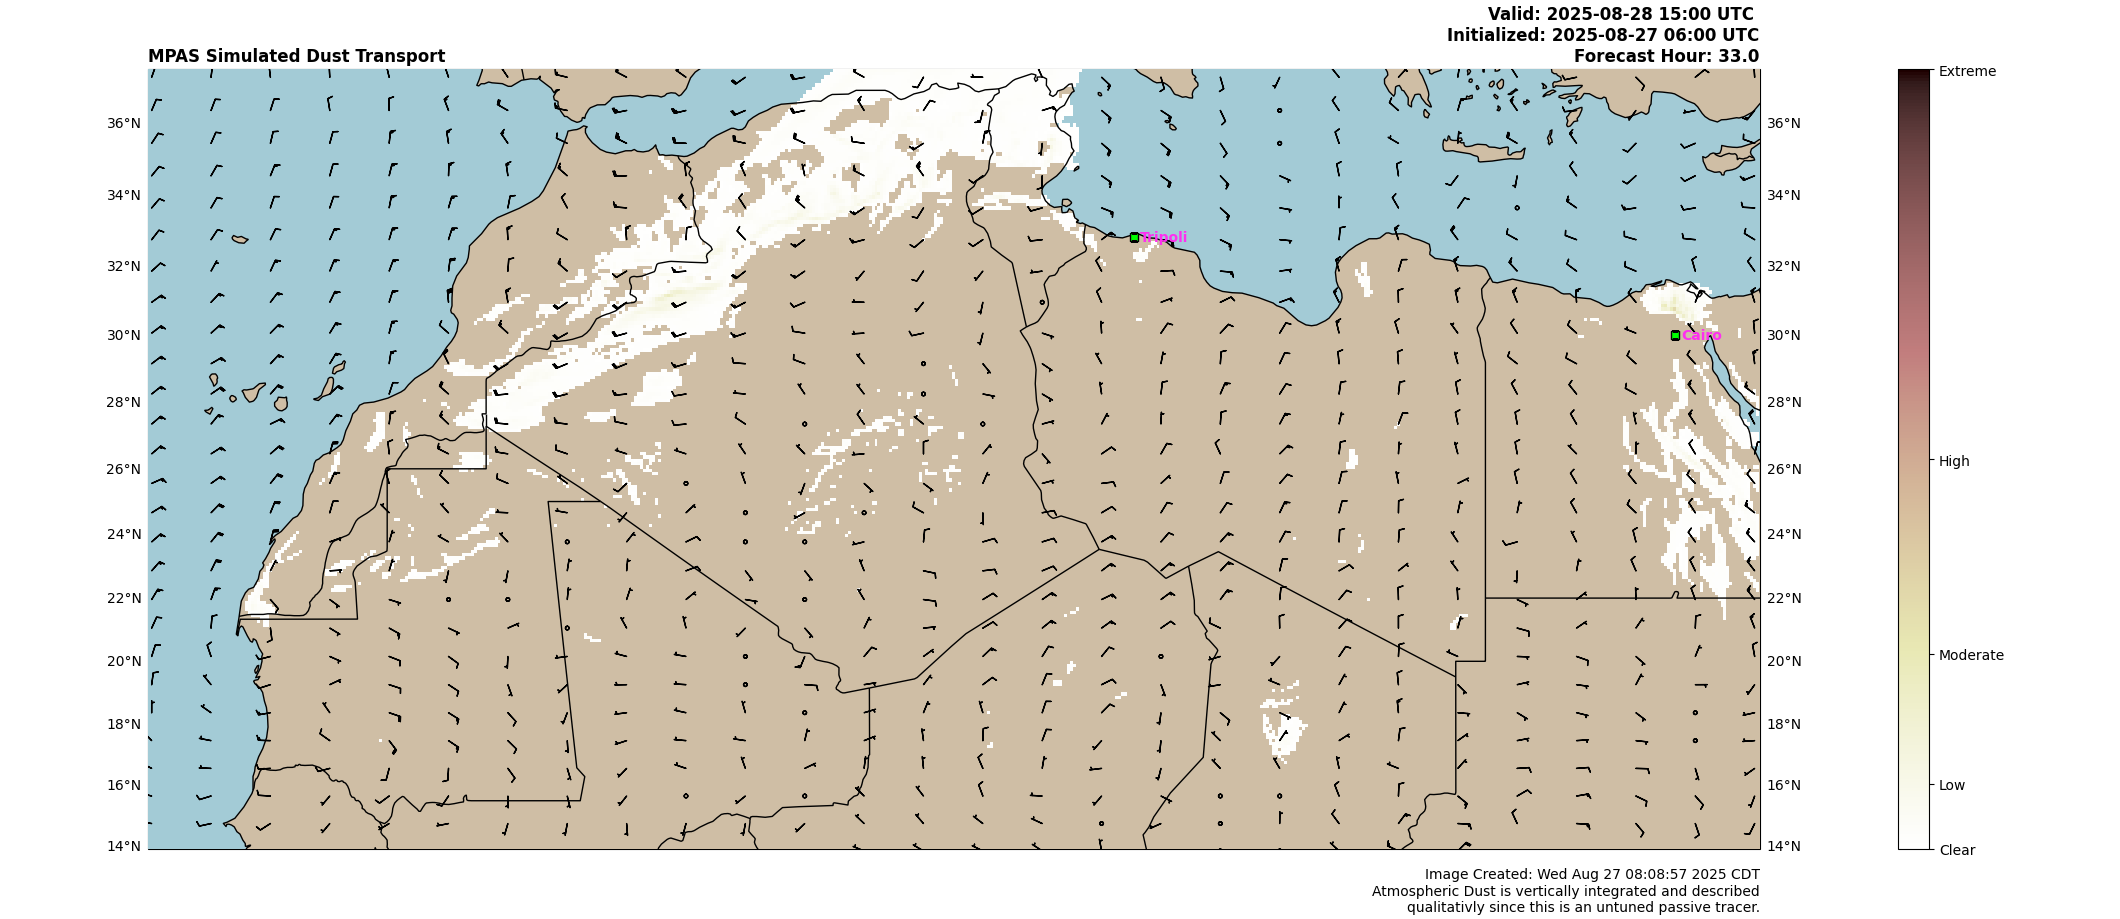 Valid: 2025-08-28 15:00 UTC
Initialized: 2025-08-27 06:00 UTC
MPAS Simulated Dust Transport
Forecast Hour: 33.0
Extreme
36°N
36°N
34°N
34°N
Tripoli
32°N
32°N
30°N
Cairo
30°N
28°N
28°N
26°N
26°N
High
24°N
24°N
22°N
22°N
20°N
20°N
Moderate
18°N
18°N
16°N
16°N
Low
14°N
14°N
Clear
Image Created: Wed Aug 27 08:08:57 2025 CDT
Atmospheric Dust is vertically integrated and described
qualitativly since this is an untuned passive tracer.